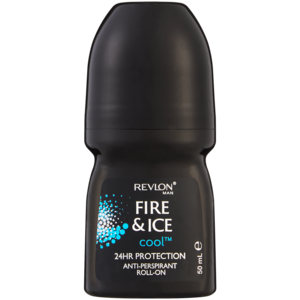 REVLON
MAN
FIRE
& ICE
cool™
24HR PROTECTION
ANTI-PERSPIRANT
ROLL-ON
50 mL e